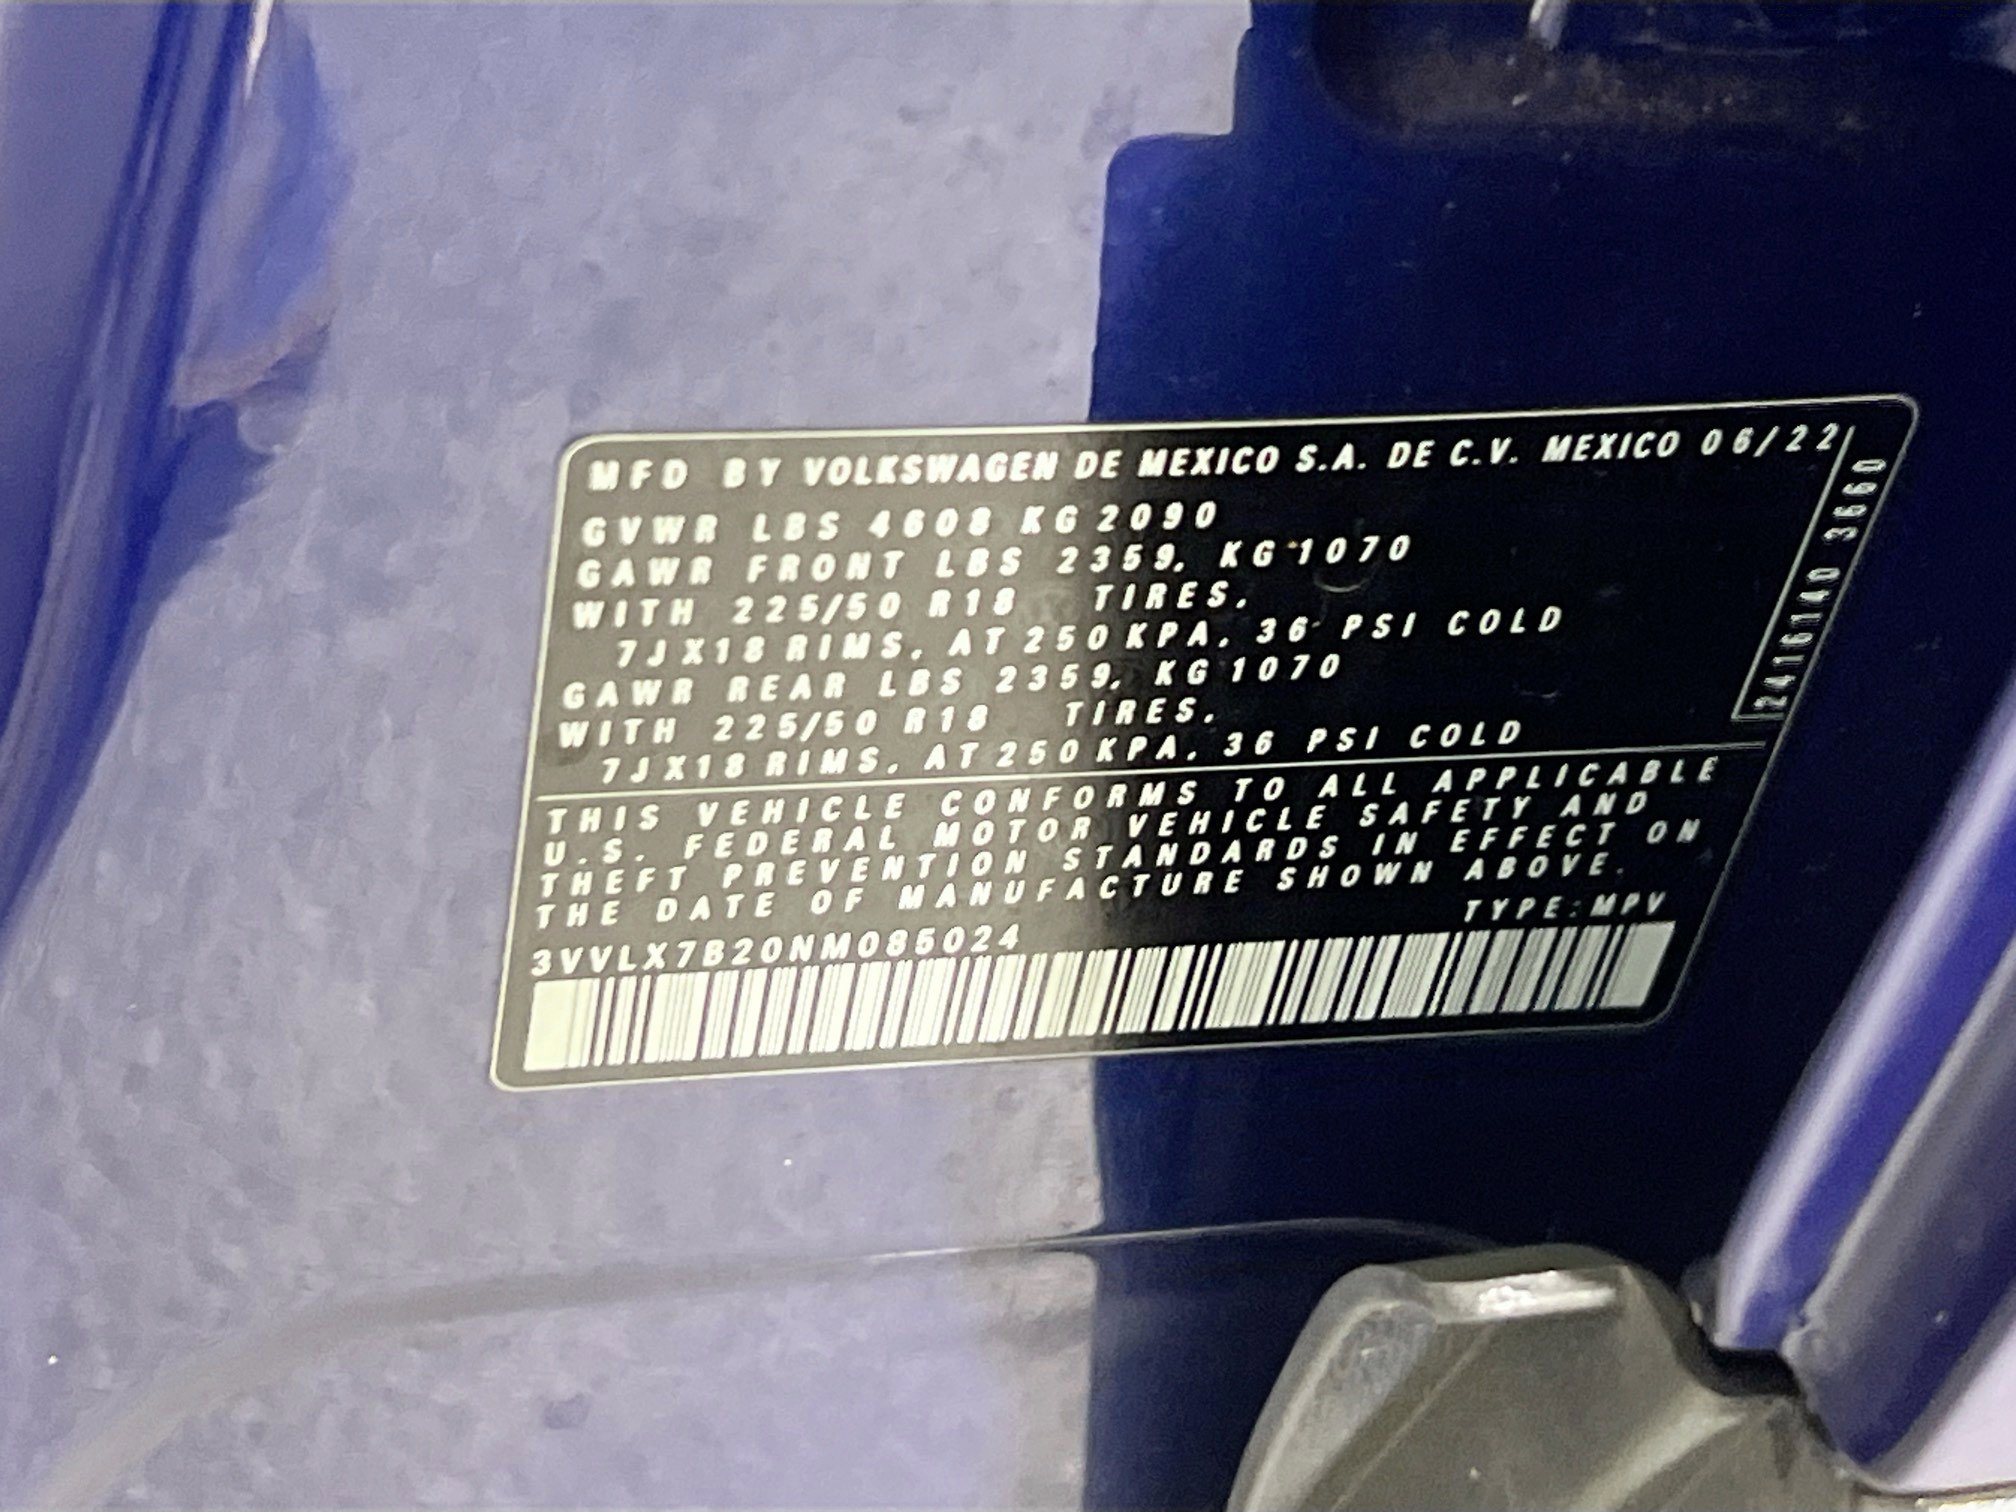 MFD BY VOLKSWAGEN DE MEXICO S.A. DE C.V. MEXICO 06/22
GVWR LBS 4608 KG 2090
GAWR FRONT LBS 2359, KG 1070
WITH 225/50 R18 TIRES,
7JX18 RIMS, AT 250 KPA, 36 PSI COLD
GAWR REAR LBS 2359, KG 1070
WITH 225/50 R18 TIRES,
7JX18 RIMS, AT 250 KPA, 36 PSI COLD
2416140 3660
THIS VEHICLE CONFORMS TO ALL APPLICABLE
U.S. FEDERAL MOTOR VEHICLE SAFETY AND
THEFT PREVENTION STANDARDS IN EFFECT ON
THE DATE OF MANUFACTURE SHOWN ABOVE.
TYPE:MPV
3VVLX7B20NM085024